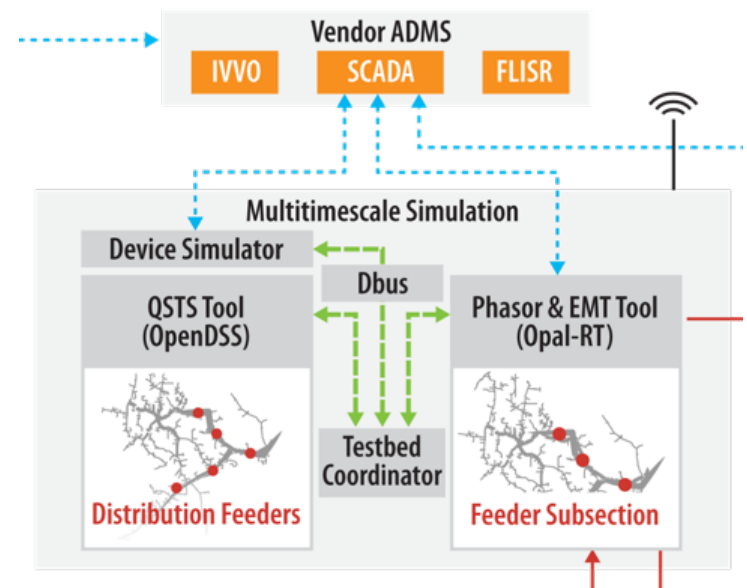 Vendor ADMS
IVVO
SCADA
FLISR
Multitimescale Simulation
Device Simulator
Dbus
QSTS Tool
(OpenDSS)
Phasor & EMT Tool
(Opal-RT)
Testbed
Coordinator
Distribution Feeders
Feeder Subsection